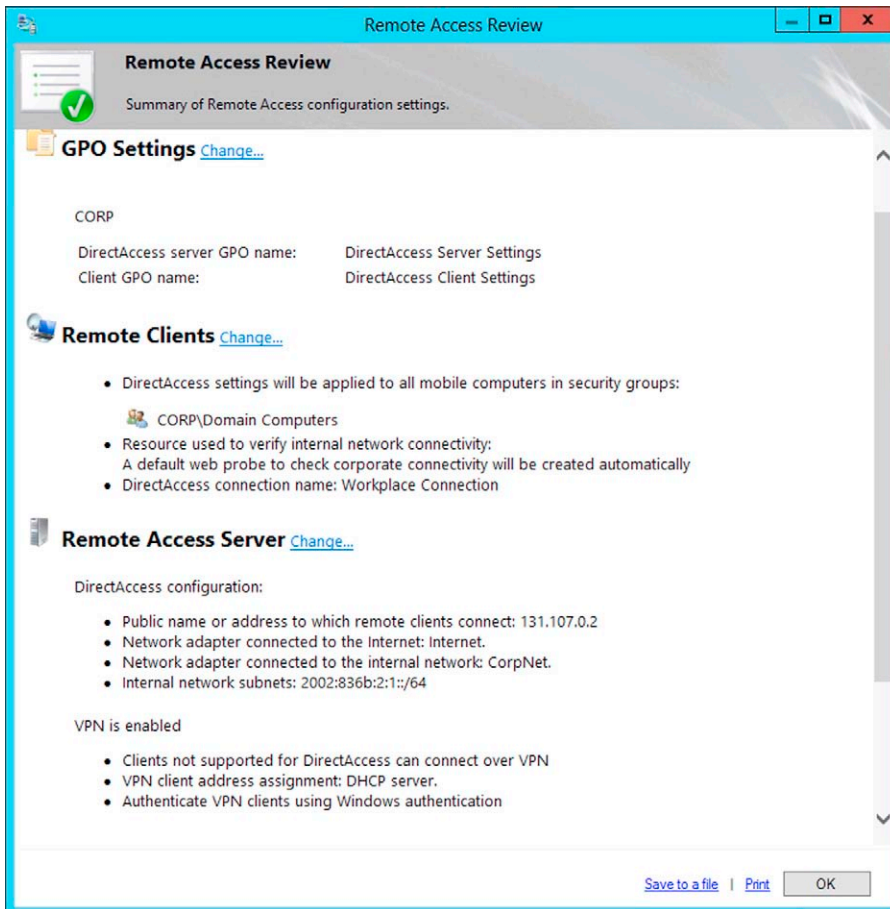 Remote Access Review
Remote Access Review
Summary of Remote Access configuration settings.
GPO Settings Change...
CORP
DirectAccess server GPO name: DirectAccess Server Settings
Client GPO name: DirectAccess Client Settings
Remote Clients Change...
• DirectAccess settings will be applied to all mobile computers in security groups:
CORP\Domain Computers
• Resource used to verify internal network connectivity:
A default web probe to check corporate connectivity will be created automatically
• DirectAccess connection name: Workplace Connection
Remote Access Server Change...
DirectAccess configuration:
• Public name or address to which remote clients connect: 131.107.0.2
• Network adapter connected to the Internet: Internet.
• Network adapter connected to the internal network: CorpNet.
• Internal network subnets: 2002:836b:2:1::/64
VPN is enabled
• Clients not supported for DirectAccess can connect over VPN
• VPN client address assignment: DHCP server.
• Authenticate VPN clients using Windows authentication
Save to a file | Print OK